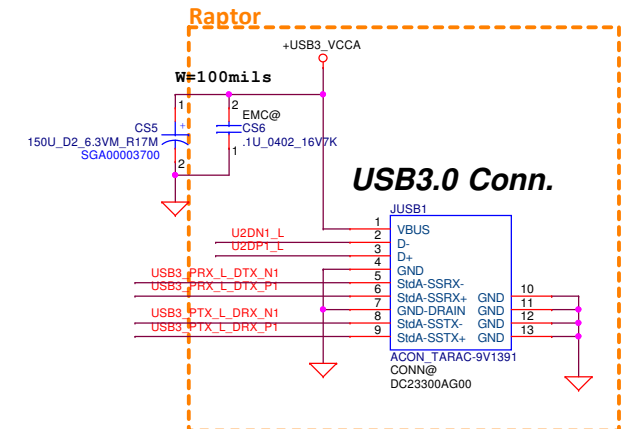 Raptor
+USB3_VCCA
W=100mils
1
2
EMC@
CS5
+
CS6
150U_D2_6.3VM_R17M
.1U_0402_16V7K
SGA00003700
1
2
USB3.0 Conn.
JUSB1
1 VBUS
U2DN1_L 2 D-
U2DP1_L 3 D+
4 GND
USB3_PRX_L_DTX_N1 5 StdA-SSRX-
USB3_PRX_L_DTX_P1 6 StdA-SSRX+ GND 10
7 GND-DRAIN GND 11
USB3_PTX_L_DRX_N1 8 StdA-SSTX- GND 12
USB3_PTX_L_DRX_P1 9 StdA-SSTX+ GND 13
ACON_TARAC-9V1391
CONN@
DC23300AG00